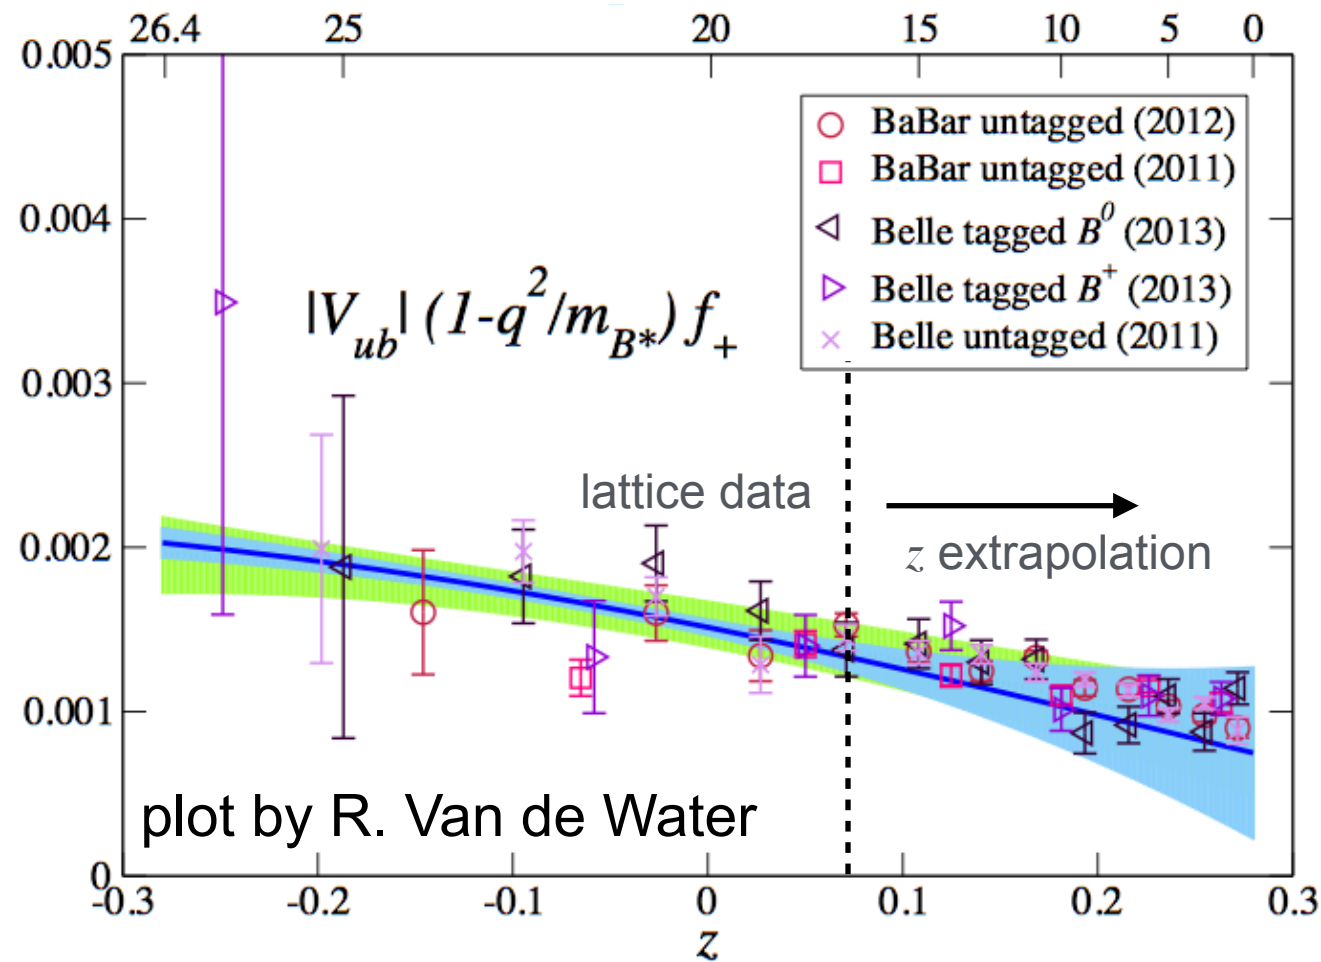 26.4 25 20 15 10 5 0
0.005
0.004
0.003
0.002
0.001
0
BaBar untagged (2012)
BaBar untagged (2011)
Belle tagged B⁰ (2013)
Belle tagged B⁺ (2013)
Belle untagged (2011)
|V_ub| (1-q²/m_B*) f₊
lattice data
z extrapolation
plot by R. Van de Water
-0.3 -0.2 -0.1 0 0.1 0.2 0.3
z